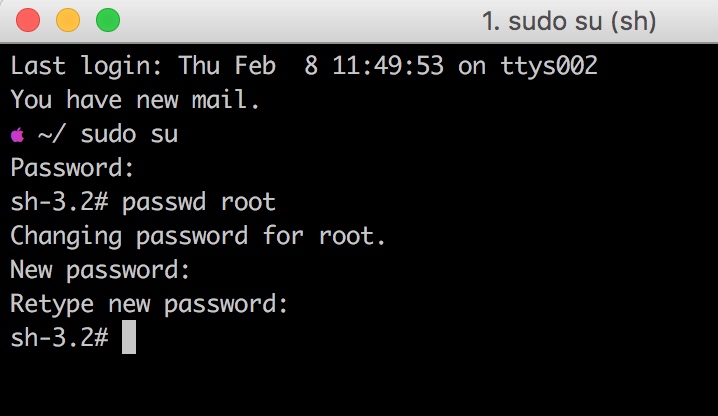 1. sudo su (sh)
Last login: Thu Feb  8 11:49:53 on ttys002
You have new mail.
~/ sudo su
Password:
sh-3.2# passwd root
Changing password for root.
New password:
Retype new password:
sh-3.2#